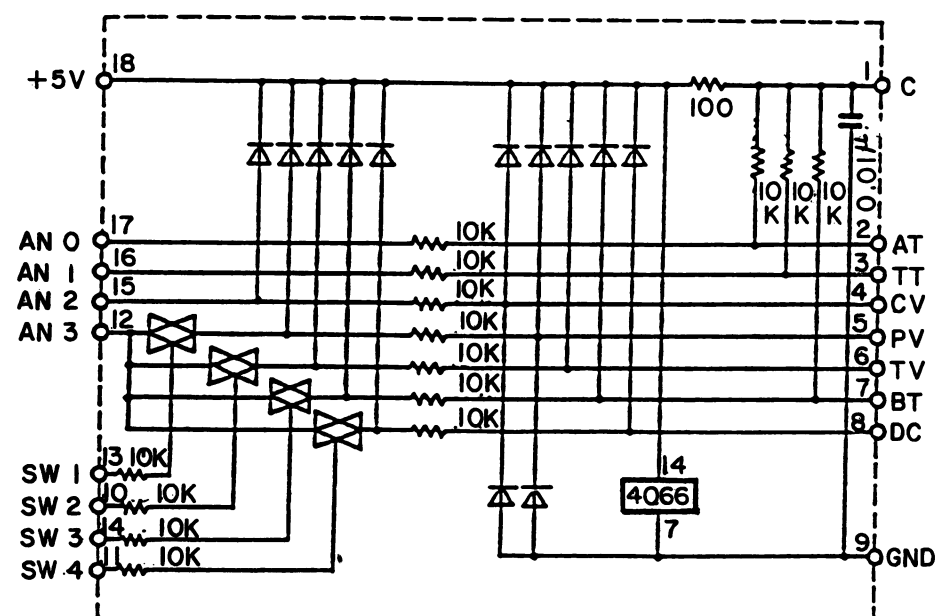 +5V 18 1 C
100
0.01μ
10K 10K 10K
AN 0 17 10K 2 AT
AN 1 16 10K 3 TT
AN 2 15 10K 4 CV
AN 3 12 10K 5 PV
10K 6 TV
10K 7 BT
10K 8 DC
SW 1 13 10K
14
SW 2 10 10K 4066
SW 3 14 10K 7
SW 4 11 10K 9 GND